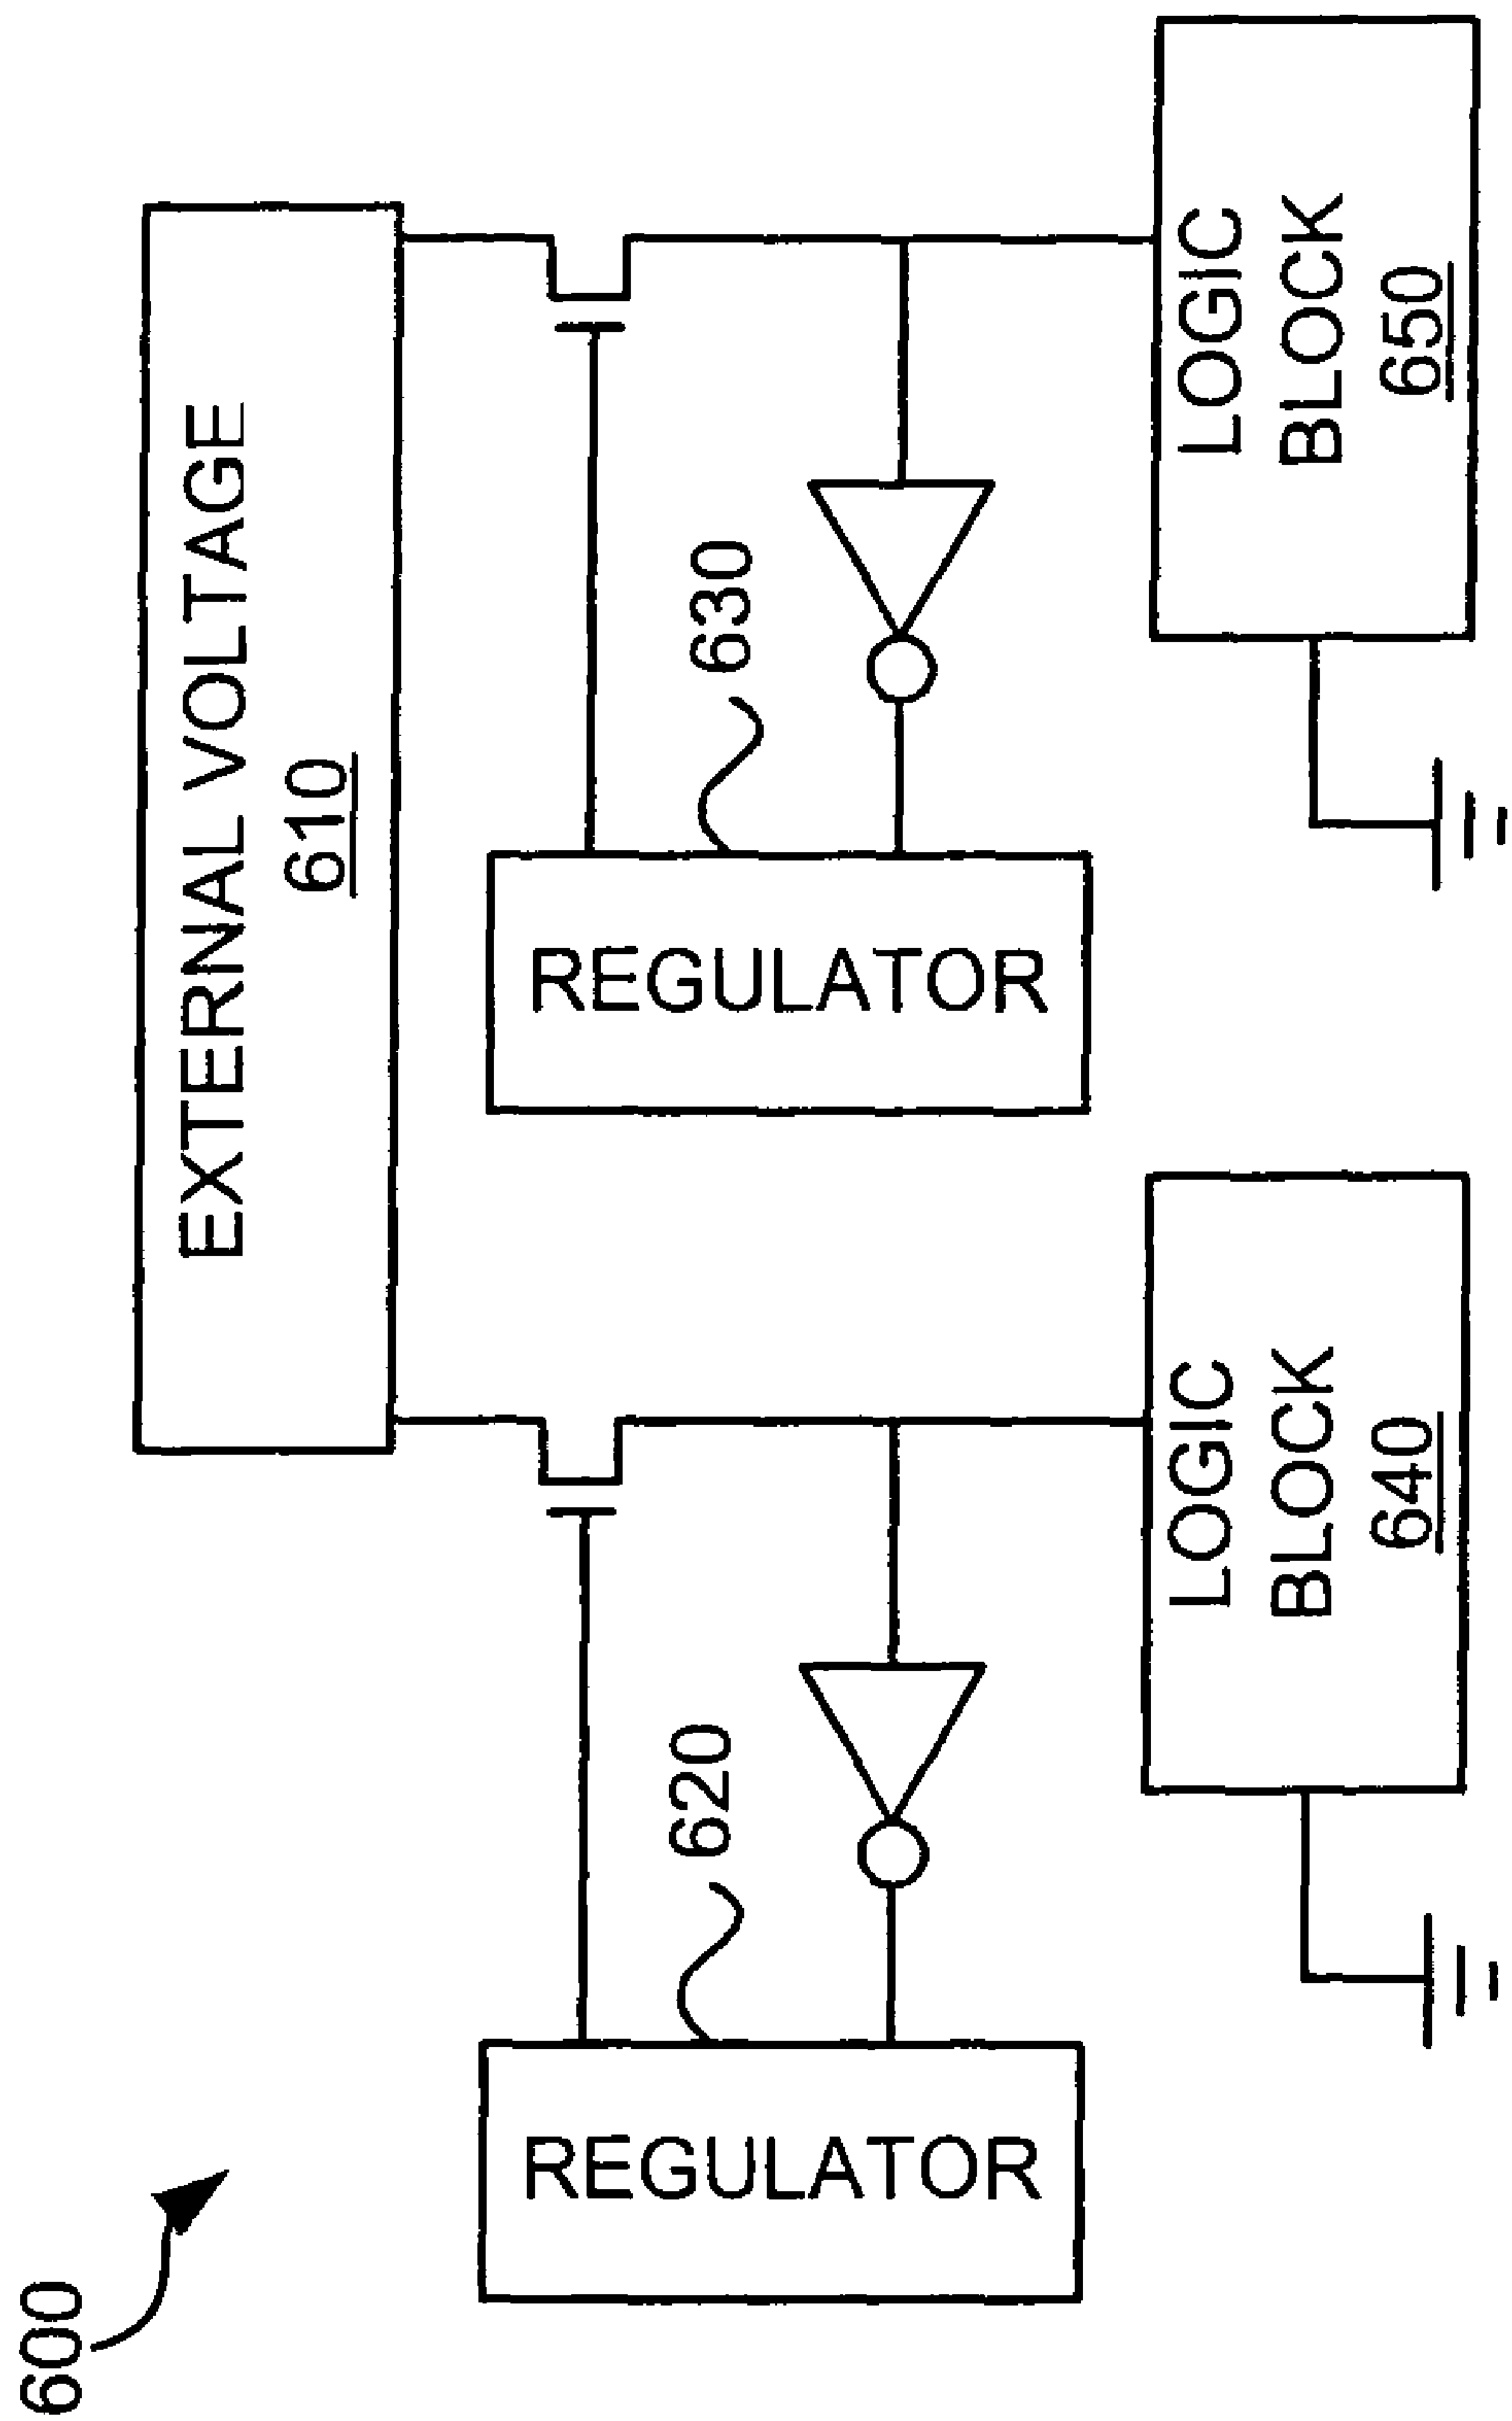 600
EXTERNAL VOLTAGE
610
REGULATOR
620
REGULATOR
630
LOGIC
BLOCK
640
LOGIC
BLOCK
650